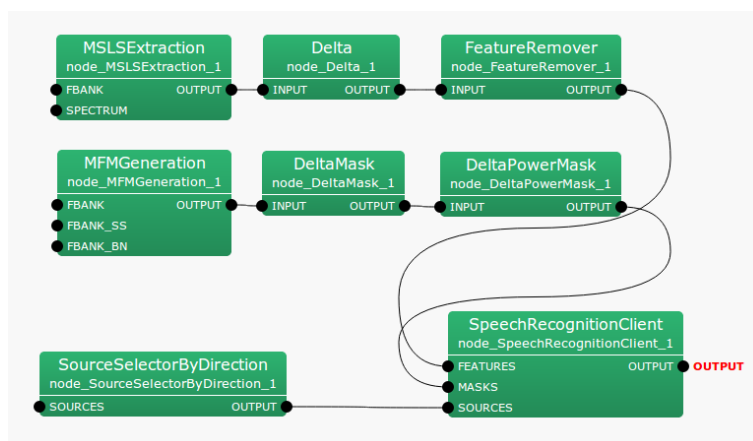 MSLSExtraction
node_MSLSExtraction_1
FBANK OUTPUT
SPECTRUM
Delta
node_Delta_1
INPUT OUTPUT
FeatureRemover
node_FeatureRemover_1
INPUT OUTPUT
MFMGeneration
node_MFMGeneration_1
FBANK OUTPUT
FBANK_SS
FBANK_BN
DeltaMask
node_DeltaMask_1
INPUT OUTPUT
DeltaPowerMask
node_DeltaPowerMask_1
INPUT OUTPUT
SourceSelectorByDirection
node_SourceSelectorByDirection_1
SOURCES OUTPUT
SpeechRecognitionClient
node_SpeechRecognitionClient_1
FEATURES OUTPUT OUTPUT
MASKS
SOURCES